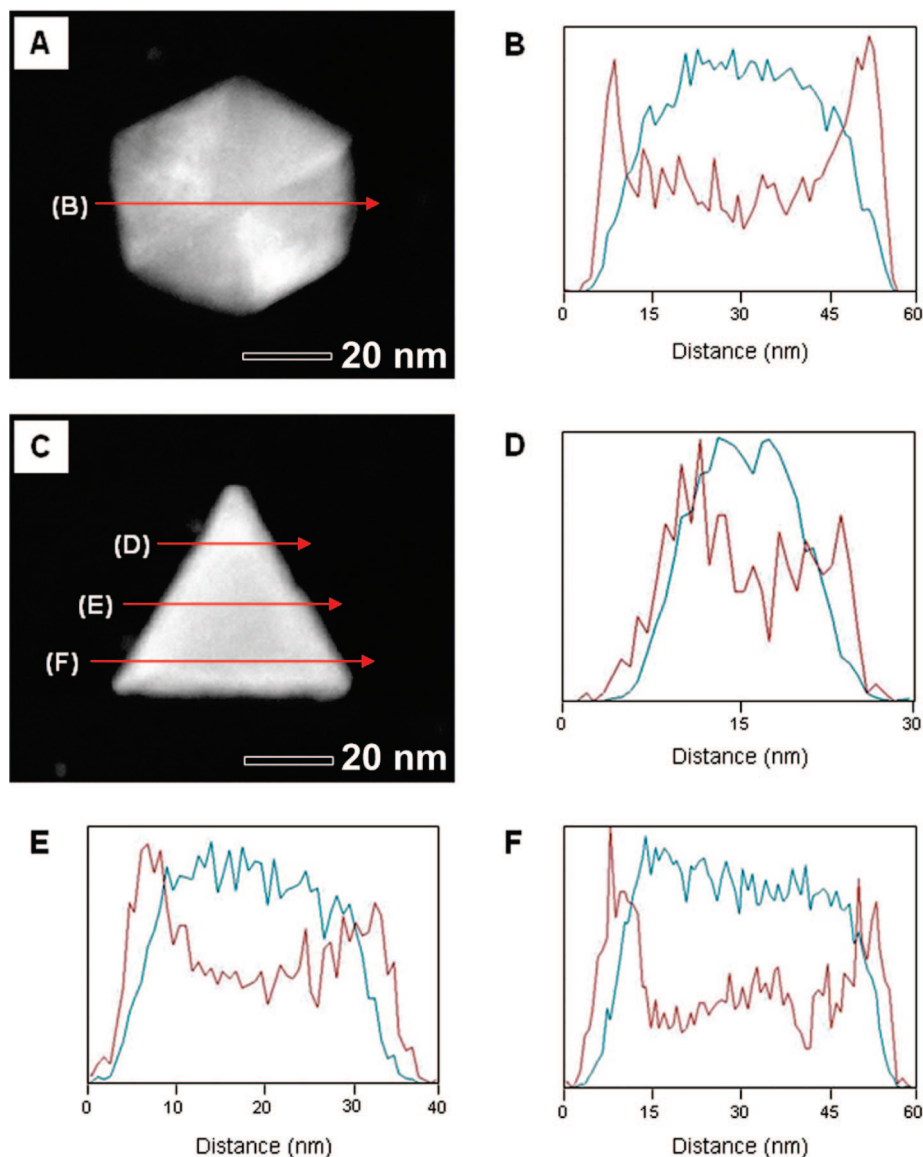 A
(B)
20 nm
B
0 15 30 45 60
Distance (nm)
C
(D)
(E)
(F)
20 nm
D
0 15 30
Distance (nm)
E
0 10 20 30 40
Distance (nm)
F
0 15 30 45 60
Distance (nm)